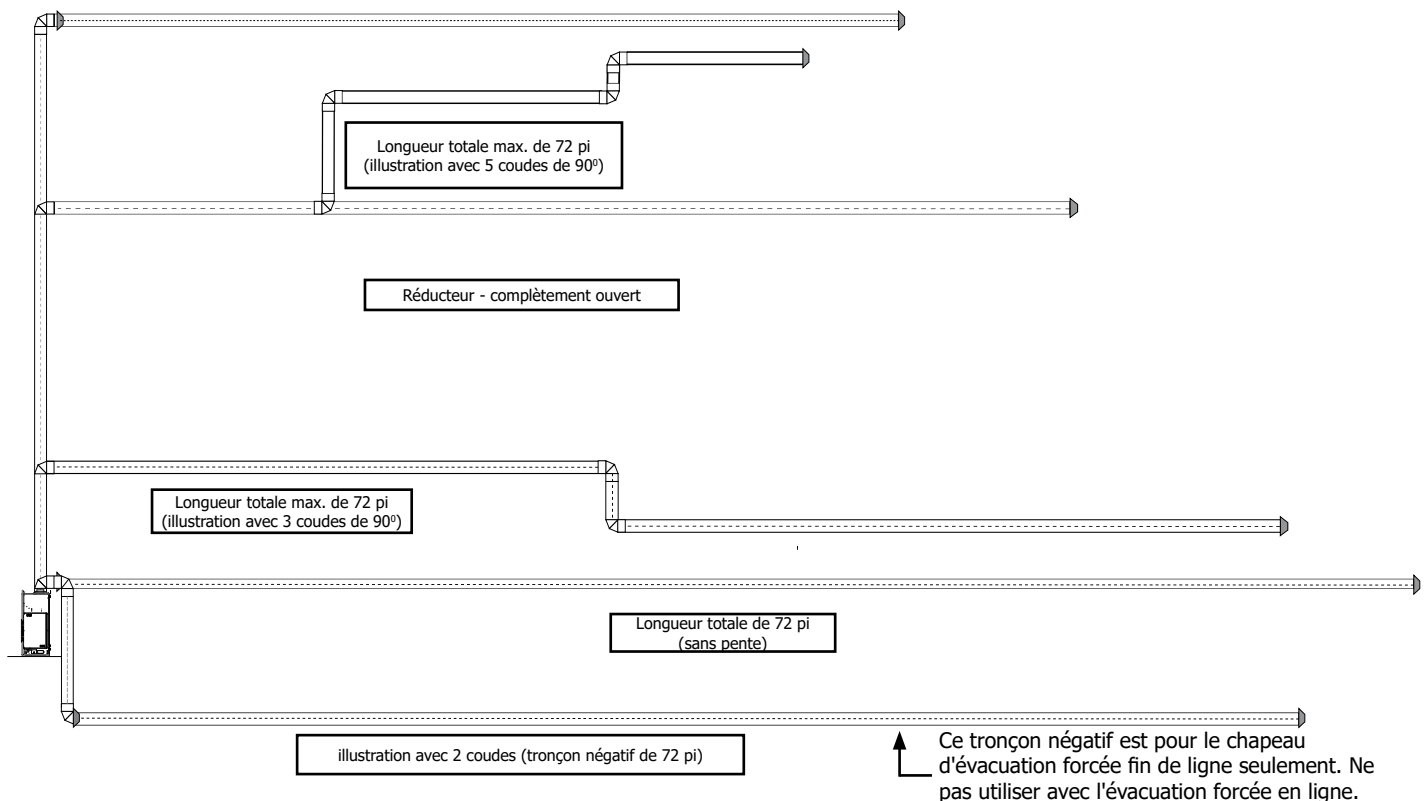 Longueur totale max. de 72 pi
(illustration avec 5 coudes de 90⁰)
Réducteur - complètement ouvert
Longueur totale max. de 72 pi
(illustration avec 3 coudes de 90⁰)
Longueur totale de 72 pi
(sans pente)
illustration avec 2 coudes (tronçon négatif de 72 pi)
Ce tronçon négatif est pour le chapeau
d'évacuation forcée fin de ligne seulement. Ne
pas utiliser avec l'évacuation forcée en ligne.